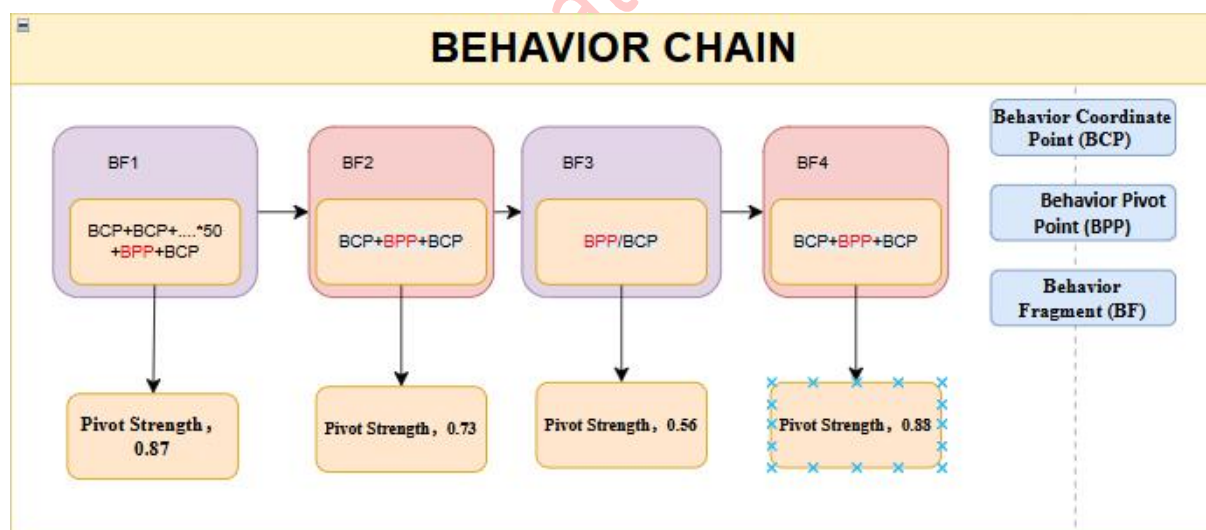 BEHAVIOR CHAIN
BF1
BCP+BCP+....*50
+BPP+BCP
BF2
BCP+BPP+BCP
BF3
BPP/BCP
BF4
BCP+BPP+BCP
Pivot Strength，
0.87
Pivot Strength，0.73
Pivot Strength，0.56
Pivot Strength，0.88
Behavior Coordinate
Point (BCP)
Behavior Pivot
Point (BPP)
Behavior
Fragment (BF)